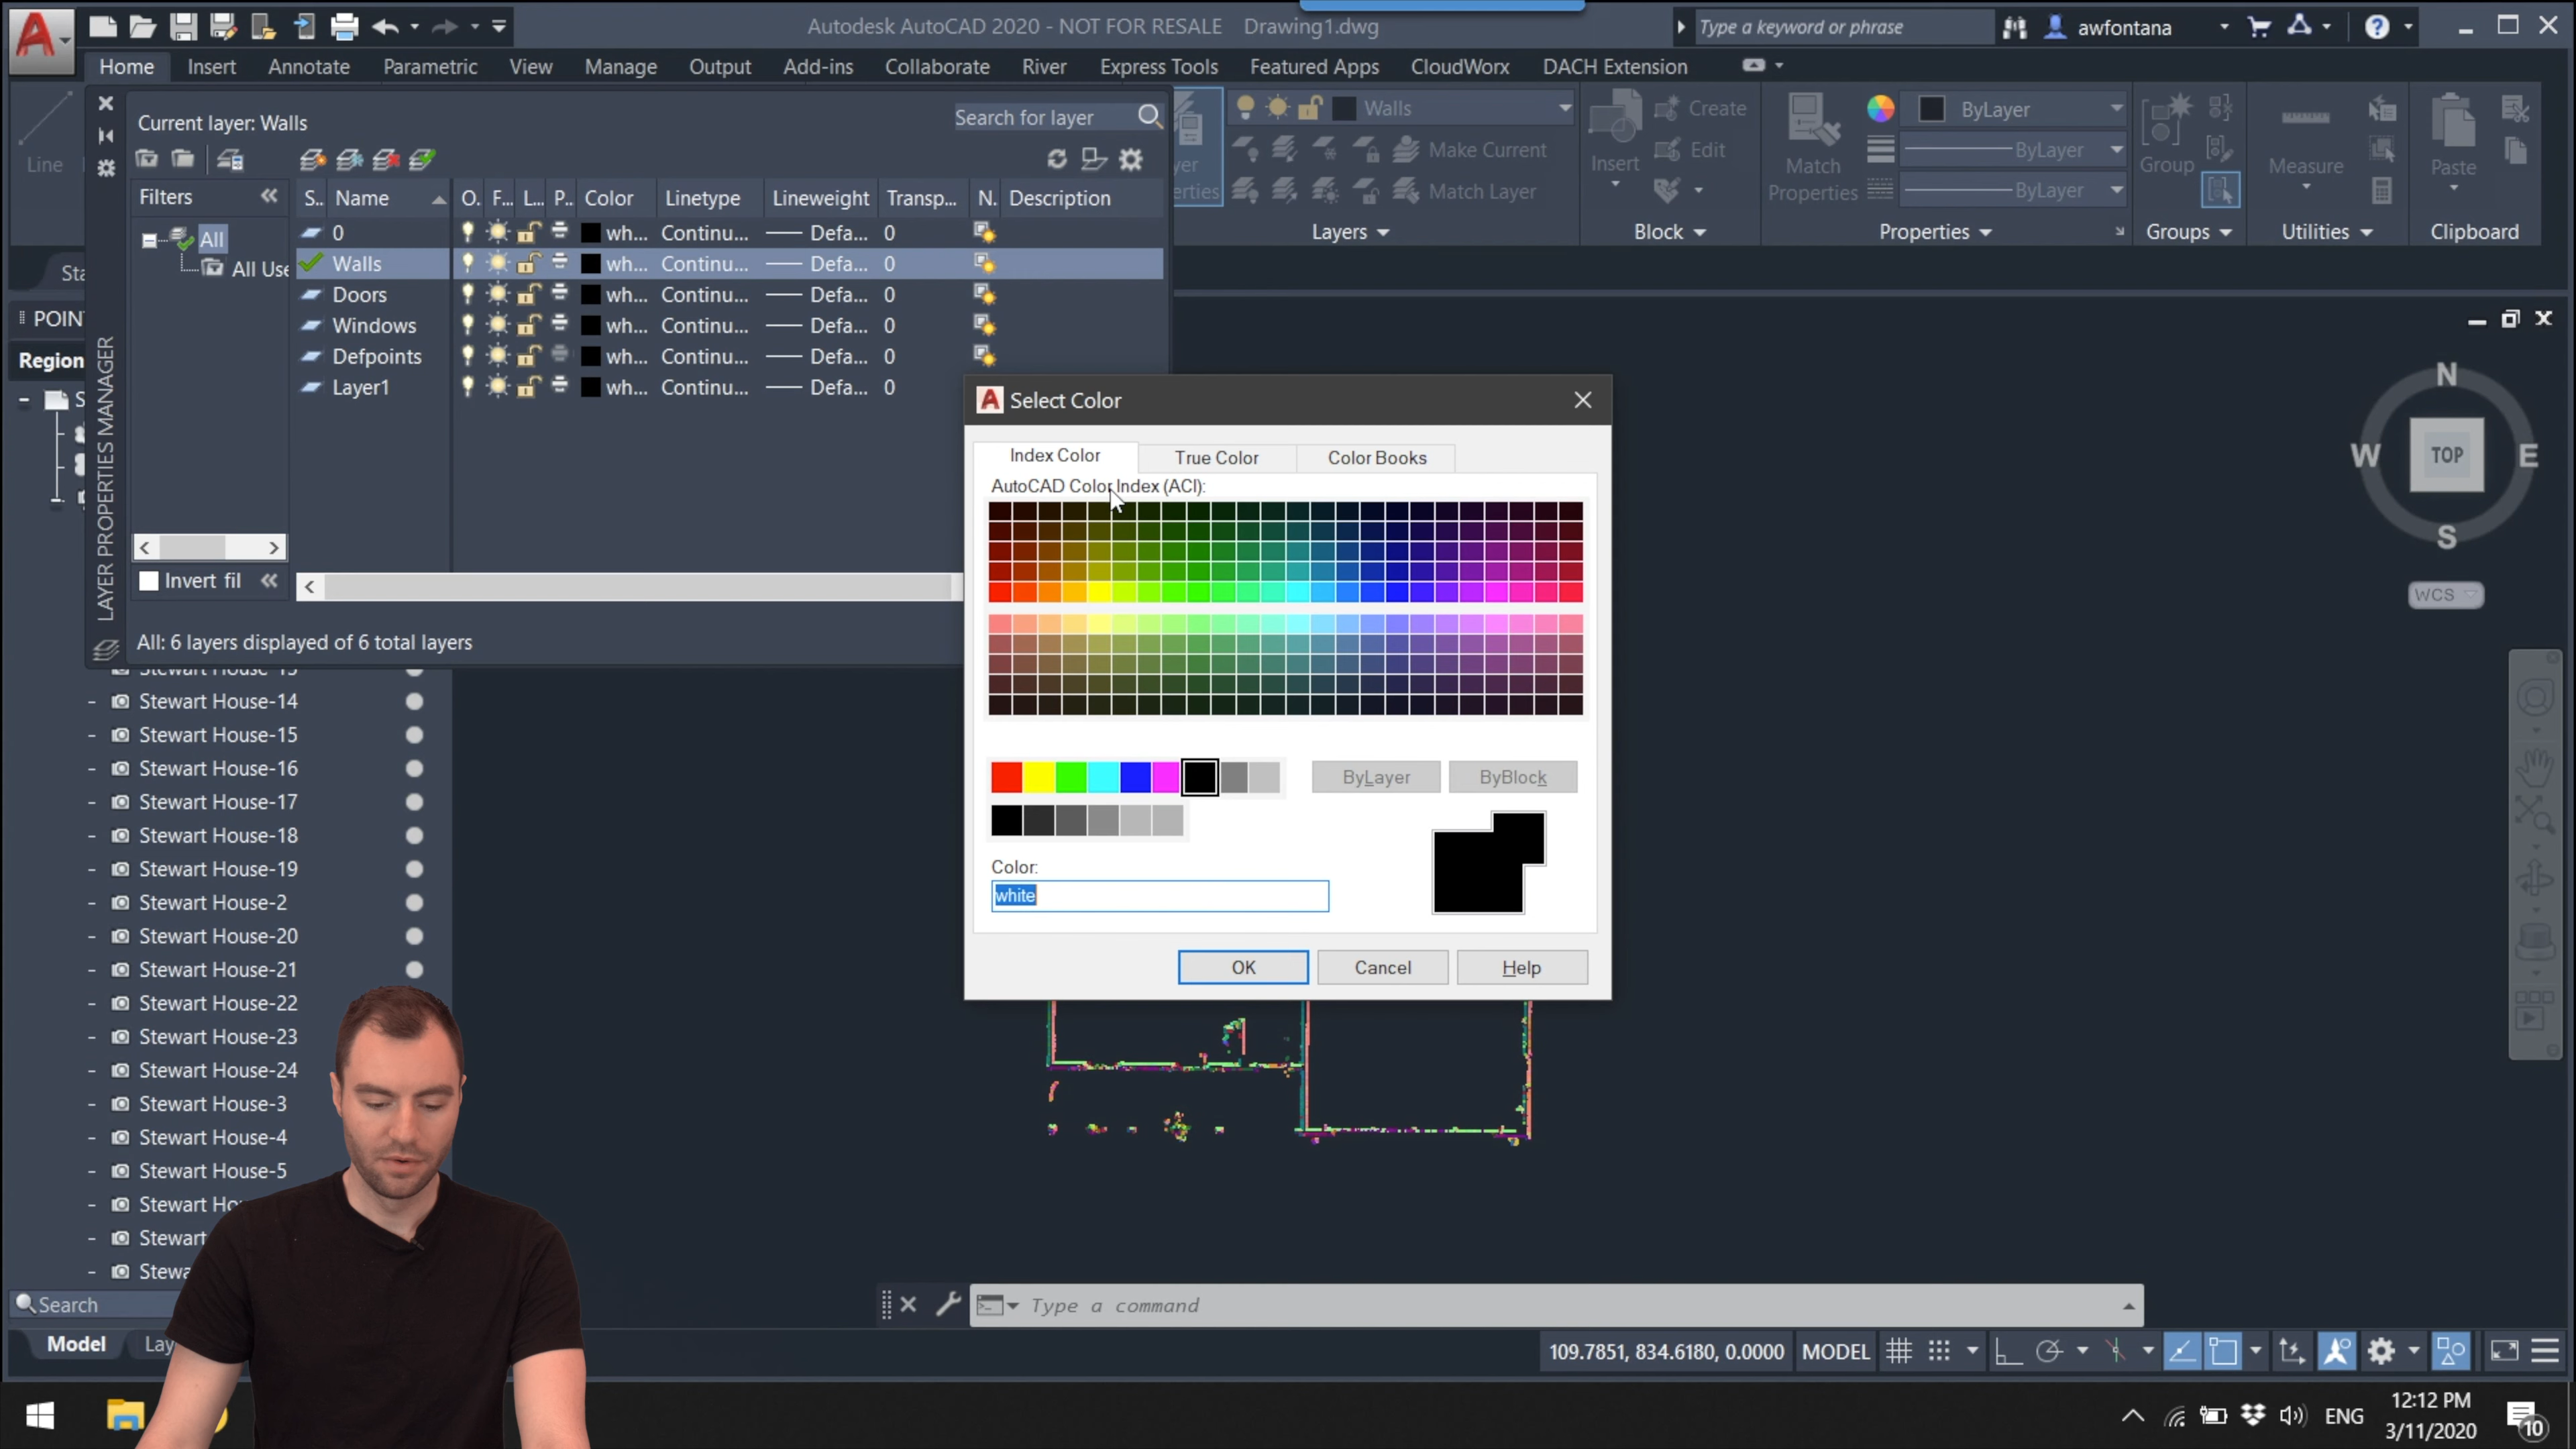 Autodesk AutoCAD 2020 - NOT FOR RESALE Drawing1.dwg
Type a keyword or phrase
awfontana
Home Insert Annotate Parametric View Manage Output Add-ins Collaborate River Express Tools Featured Apps CloudWorx DACH Extension
Line
Current layer: Walls
Search for layer
Filters
S.. Name O. F... L... P.. Color Linetype Lineweight Transp... N. Description
All
All Use
0 wh... Continu... Defa... 0
Walls wh... Continu... Defa... 0
Doors wh... Continu... Defa... 0
Windows wh... Continu... Defa... 0
Defpoints wh... Continu... Defa... 0
Layer1 wh... Continu... Defa... 0
Invert fil
All: 6 layers displayed of 6 total layers
LAYER PROPERTIES MANAGER
Walls
Make Current
Match Layer
Layers
Insert
Create
Edit
Block
Match
Properties
ByLayer
ByLayer
ByLayer
Properties
Group
Groups
Measure
Utilities
Paste
Clipboard
Sta
POIN
Region
S
Stewart House-14
Stewart House-15
Stewart House-16
Stewart House-17
Stewart House-18
Stewart House-19
Stewart House-2
Stewart House-20
Stewart House-21
Stewart House-22
Stewart House-23
Stewart House-24
Stewart House-3
Stewart House-4
Stewart House-5
Stewart Ho
Stewart
Stewa
Search
Model Lay
Select Color
Index Color True Color Color Books
AutoCAD Color Index (ACI):
ByLayer ByBlock
Color:
white
OK Cancel Help
N
W TOP E
S
WCS
Type a command
109.7851, 834.6180, 0.0000 MODEL
ENG
12:12 PM
3/11/2020
10